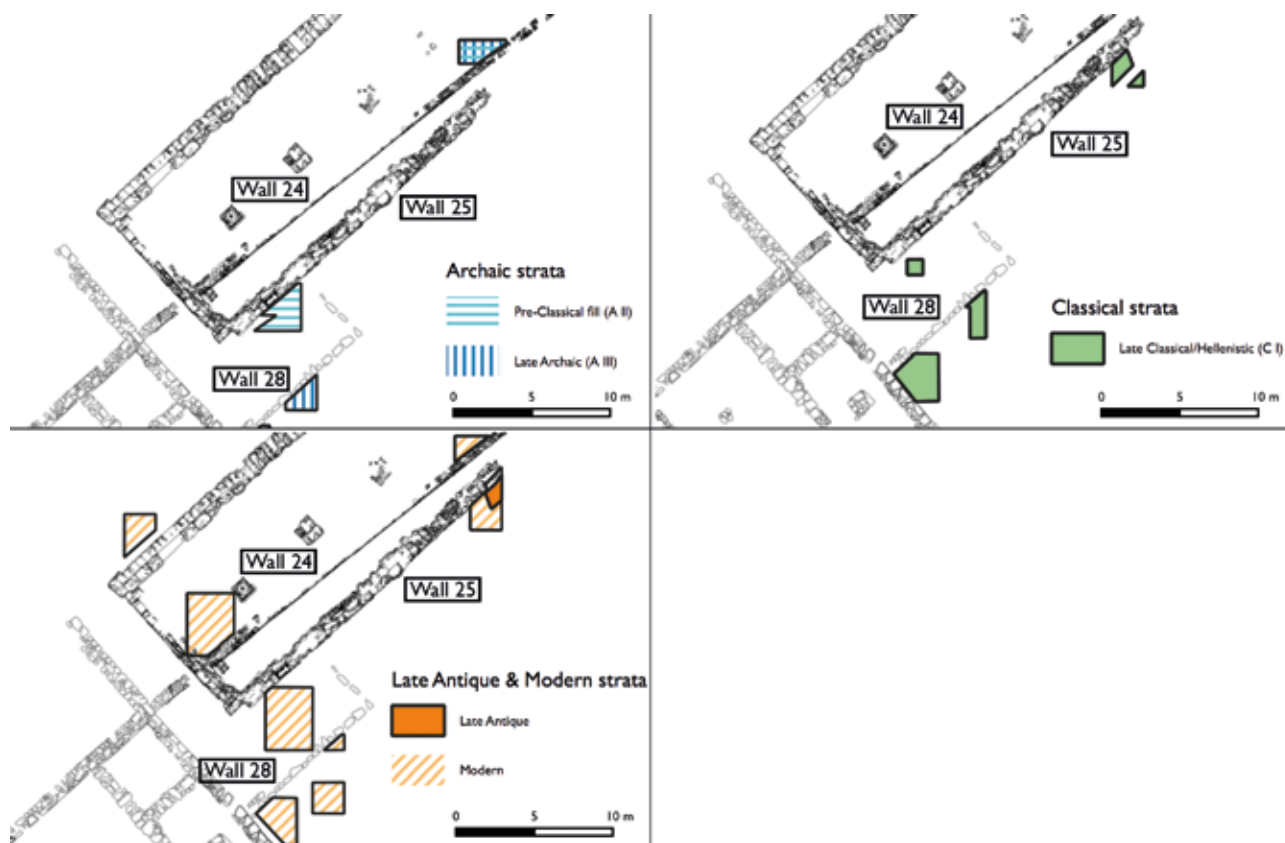 Wall 24
Wall 25
Archaic strata
Pre-Classical fill (A II)
Wall 28
Late Archaic (A III)
0 5 10 m
Wall 24
Wall 25
Wall 28
Classical strata
Late Classical/Hellenistic (C I)
0 5 10 m
Wall 24
Wall 25
Late Antique & Modern strata
Late Antique
Wall 28
Modern
0 5 10 m